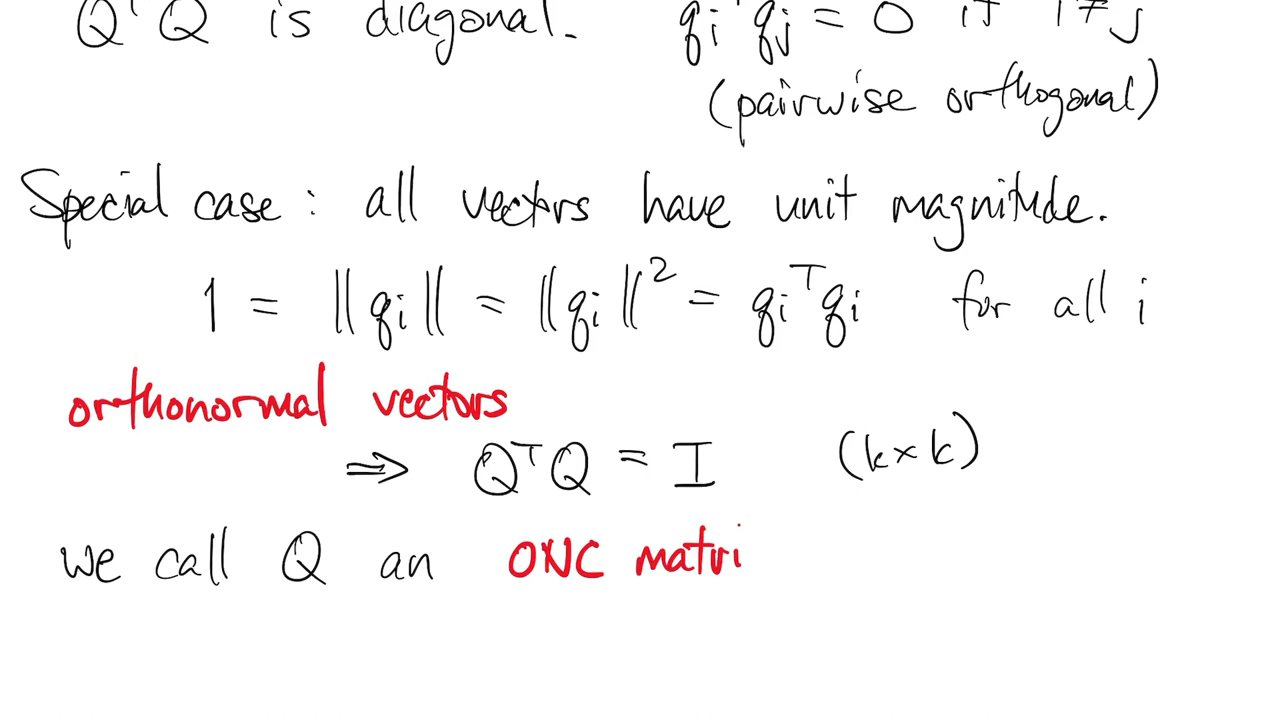 QᵀQ is diagonal. qᵢᵀqⱼ = 0 if i ≠ j
(pairwise orthogonal)
Special case: all vectors have unit magnitude.
1 = ‖qᵢ‖ = ‖qᵢ‖² = qᵢᵀqᵢ for all i
orthonormal vectors
⇒ QᵀQ = I (k×k)
we call Q an ONC matri